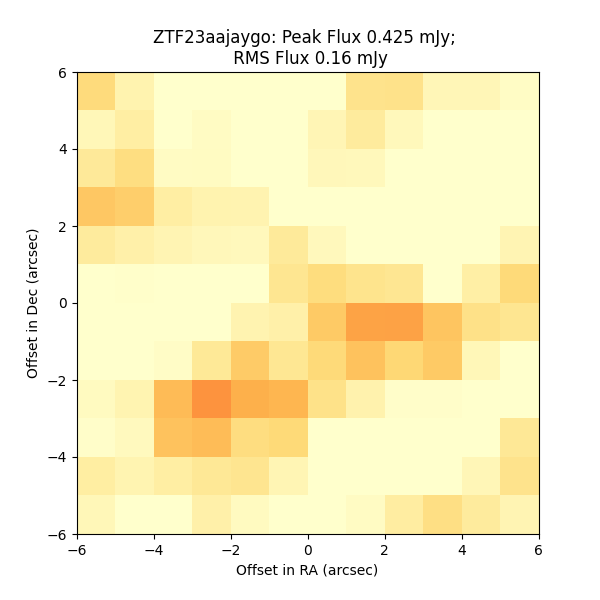 ZTF23aajaygo: Peak Flux 0.425 mJy;
RMS Flux 0.16 mJy
6
4
2
0
−2
−4
−6
Offset in Dec (arcsec)
−6 −4 −2 0 2 4 6
Offset in RA (arcsec)